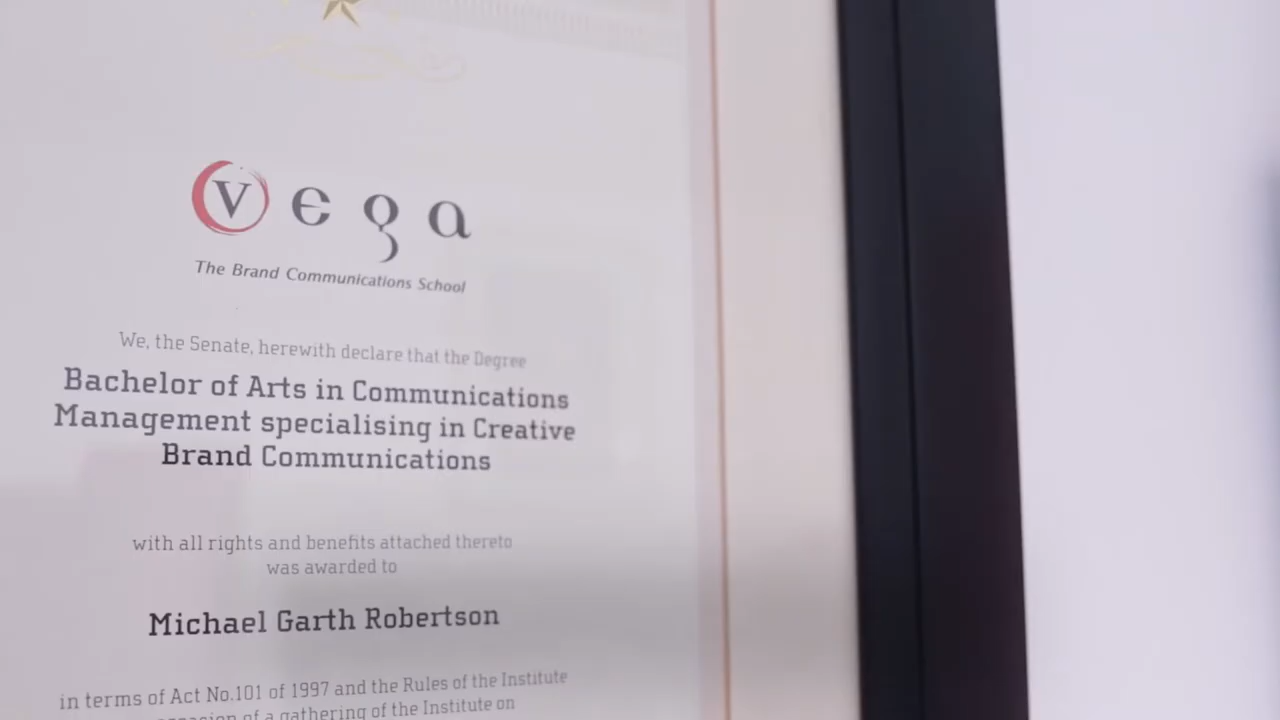 vega
The Brand Communications School
We, the Senate, herewith declare that the Degree
Bachelor of Arts in Communications
Management specialising in Creative
Brand Communications
with all rights and benefits attached thereto
was awarded to
Michael Garth Robertson
in terms of Act No.101 of 1997 and the Rules of the Institute
of a gathering of the Institute on